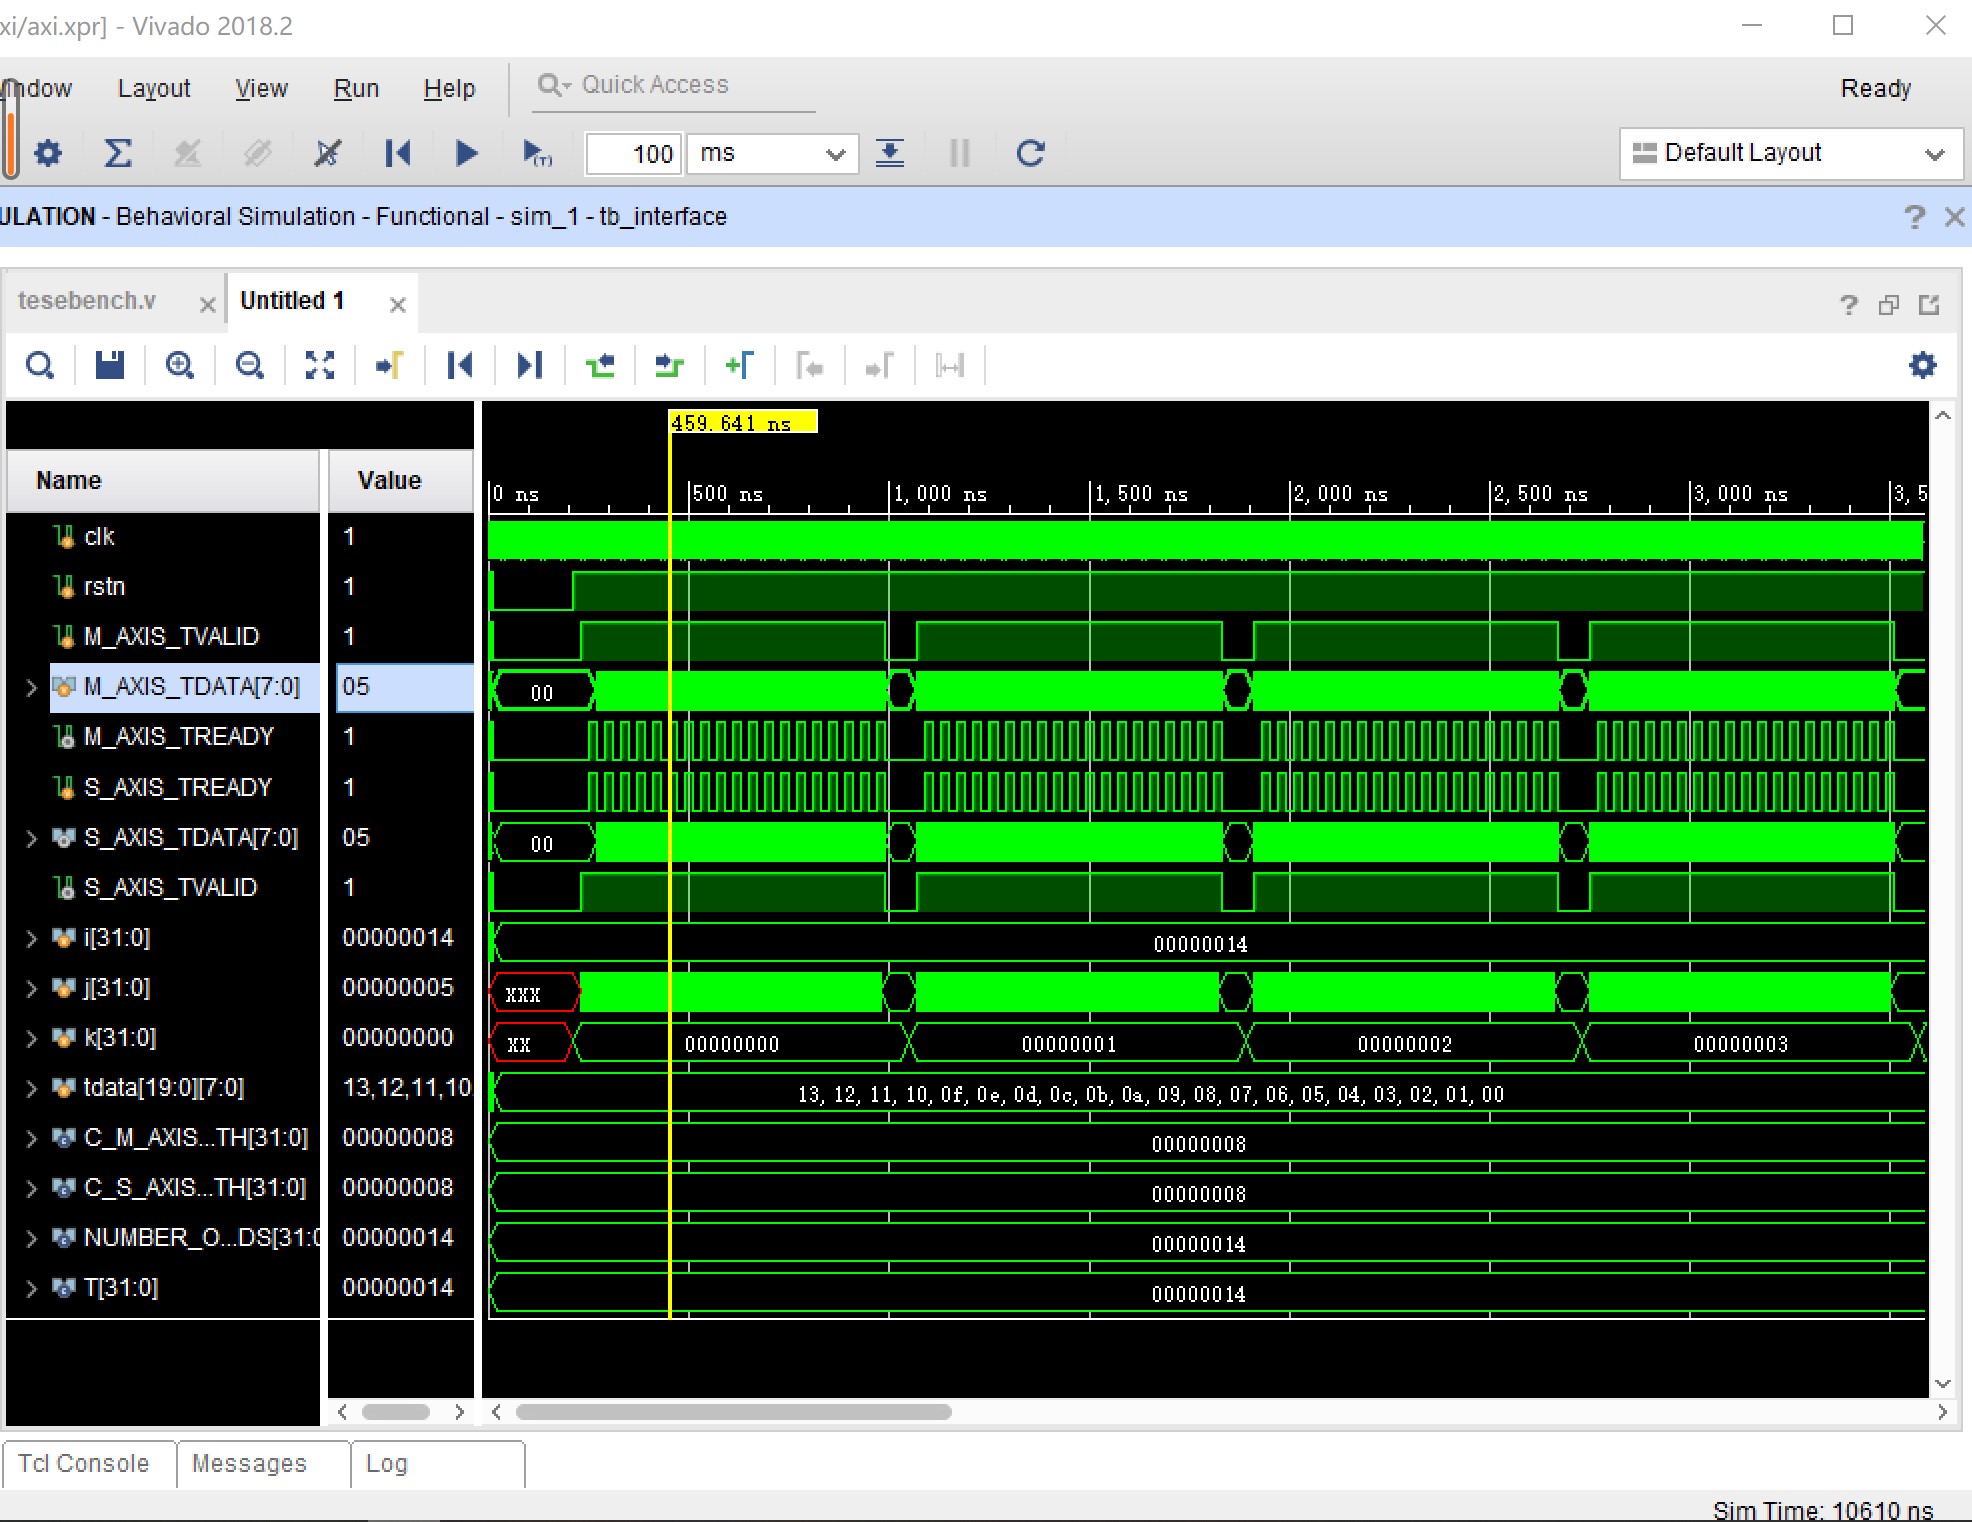 xi/axi.xpr] - Vivado 2018.2
indow Layout View Run Help Quick Access Ready
100 ms Default Layout
ULATION - Behavioral Simulation - Functional - sim_1 - tb_interface
tesebench.v Untitled 1
459.641 ns
Name Value 0 ns 500 ns 1,000 ns 1,500 ns 2,000 ns 2,500 ns 3,000 ns 3,5
clk 1
rstn 1
M_AXIS_TVALID 1
M_AXIS_TDATA[7:0] 05 00
M_AXIS_TREADY 1
S_AXIS_TREADY 1
S_AXIS_TDATA[7:0] 05 00
S_AXIS_TVALID 1
i[31:0] 00000014 00000014
j[31:0] 00000005 XXX
k[31:0] 00000000 XX 00000000 00000001 00000002 00000003
tdata[19:0][7:0] 13,12,11,10 13,12,11,10,0f,0e,0d,0c,0b,0a,09,08,07,06,05,04,03,02,01,00
C_M_AXIS...TH[31:0] 00000008 00000008
C_S_AXIS...TH[31:0] 00000008 00000008
NUMBER_O...DS[31:0 00000014 00000014
T[31:0] 00000014 00000014
Tcl Console Messages Log
Sim Time: 10610 ns